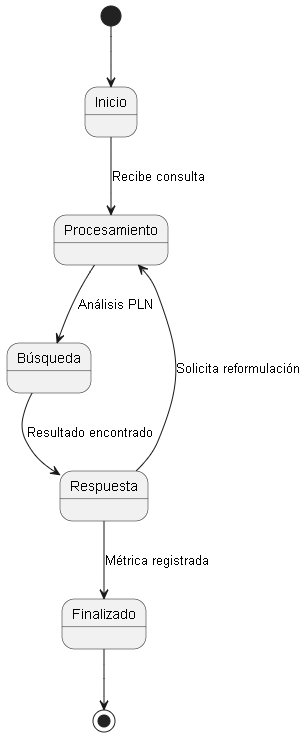 Inicio
Recibe consulta
Procesamiento
Análisis PLN
Búsqueda
Solicita reformulación
Resultado encontrado
Respuesta
Métrica registrada
Finalizado